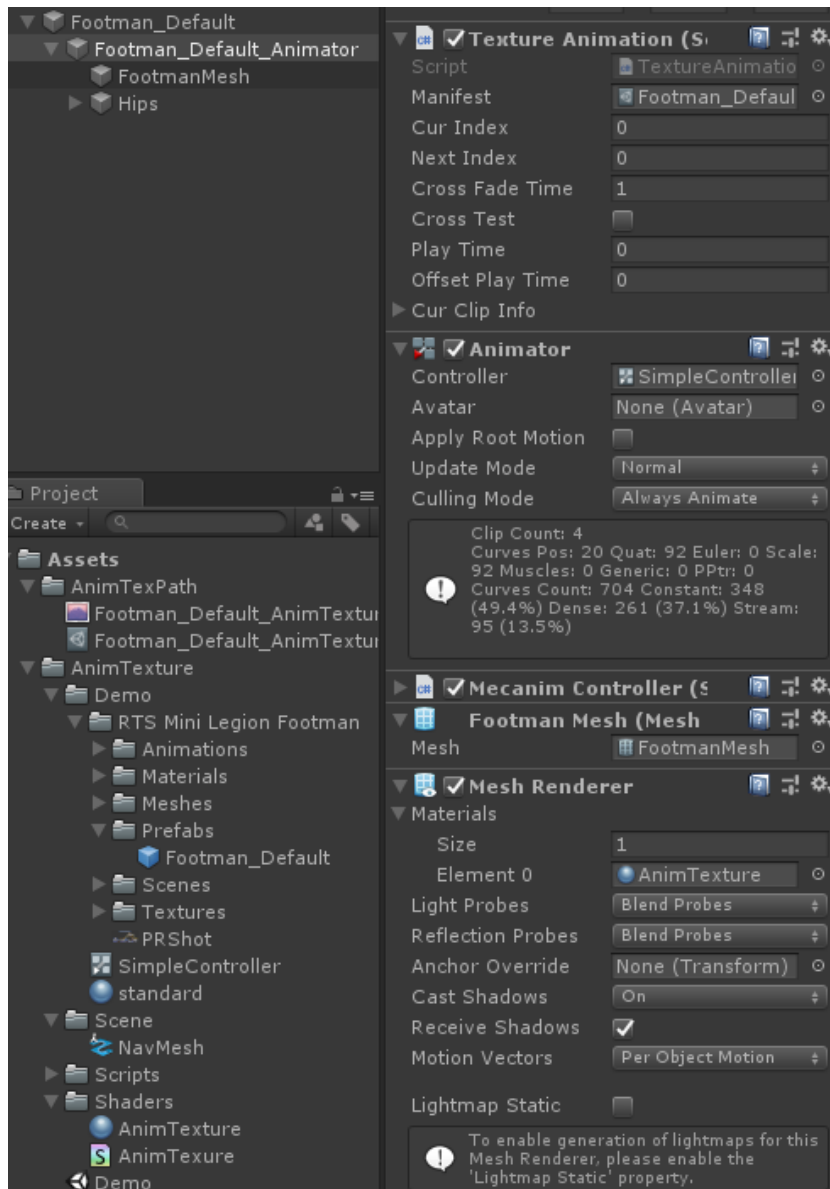 Footman_Default
Footman_Default_Animator
FootmanMesh
Hips
Project
Create
Assets
AnimTexPath
Footman_Default_AnimTextur
Footman_Default_AnimTextur
AnimTexture
Demo
RTS Mini Legion Footman
Animations
Materials
Meshes
Prefabs
Footman_Default
Scenes
Textures
PRShot
SimpleController
standard
Scene
NavMesh
Scripts
Shaders
AnimTexture
AnimTexure
Demo
Texture Animation (S
Script TextureAnimatio
Manifest Footman_Defaul
Cur Index 0
Next Index 0
Cross Fade Time 1
Cross Test
Play Time 0
Offset Play Time 0
Cur Clip Info
Animator
Controller SimpleController
Avatar None (Avatar)
Apply Root Motion
Update Mode Normal
Culling Mode Always Animate
Clip Count: 4
Curves Pos: 20 Quat: 92 Euler: 0 Scale:
92 Muscles: 0 Generic: 0 PPtr: 0
Curves Count: 704 Constant: 348
(49.4%) Dense: 261 (37.1%) Stream:
95 (13.5%)
Mecanim Controller (S
Footman Mesh (Mesh
Mesh FootmanMesh
Mesh Renderer
Materials
Size 1
Element 0 AnimTexture
Light Probes Blend Probes
Reflection Probes Blend Probes
Anchor Override None (Transform)
Cast Shadows On
Receive Shadows
Motion Vectors Per Object Motion
Lightmap Static
To enable generation of lightmaps for this
Mesh Renderer, please enable the
'Lightmap Static' property.